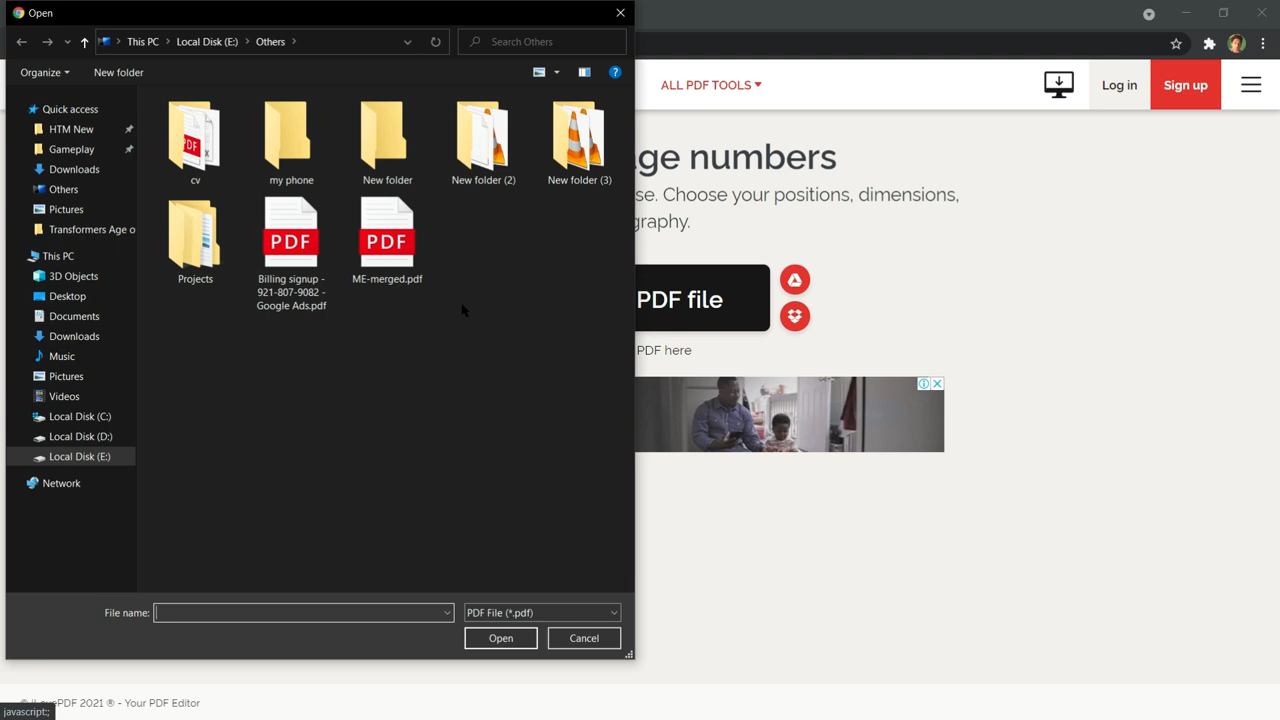 Open
This PC
Local Disk (E:)
Others
Search Others
Organize
New folder
Quick access
HTM New
Gameplay
Downloads
Others
Pictures
Transformers Age o
This PC
3D Objects
Desktop
Documents
Downloads
Music
Pictures
Videos
Local Disk (C:)
Local Disk (D:)
Local Disk (E:)
Network
PDF
cv
my phone
New folder
New folder (2)
New folder (3)
Projects
PDF
Billing signup -
921-807-9082 -
Google Ads.pdf
PDF
ME-merged.pdf
File name:
PDF File (*.pdf)
Open
Cancel
ALL PDF TOOLS
Log in
Sign up
ge numbers
se. Choose your positions, dimensions,
graphy.
PDF file
PDF here
PDF 2021 ® - Your PDF Editor
javascript:;